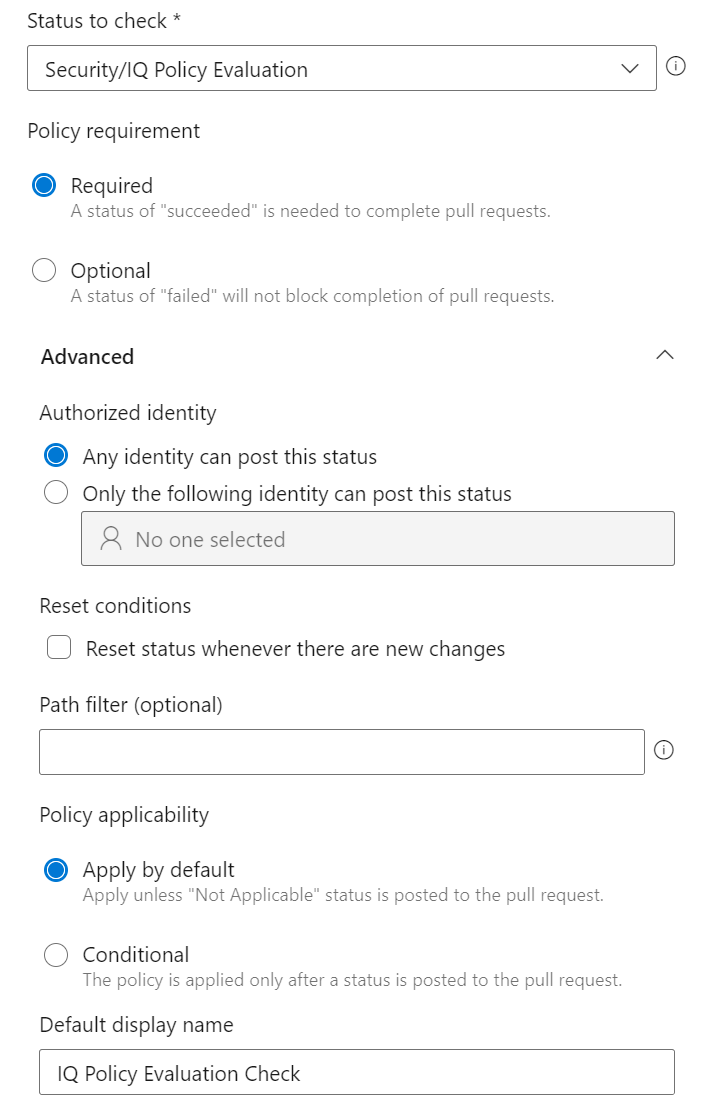 Status to check *
Security/IQ Policy Evaluation
Policy requirement
Required
A status of "succeeded" is needed to complete pull requests.
Optional
A status of "failed" will not block completion of pull requests.
Advanced
Authorized identity
Any identity can post this status
Only the following identity can post this status
No one selected
Reset conditions
Reset status whenever there are new changes
Path filter (optional)
Policy applicability
Apply by default
Apply unless "Not Applicable" status is posted to the pull request.
Conditional
The policy is applied only after a status is posted to the pull request.
Default display name
IQ Policy Evaluation Check